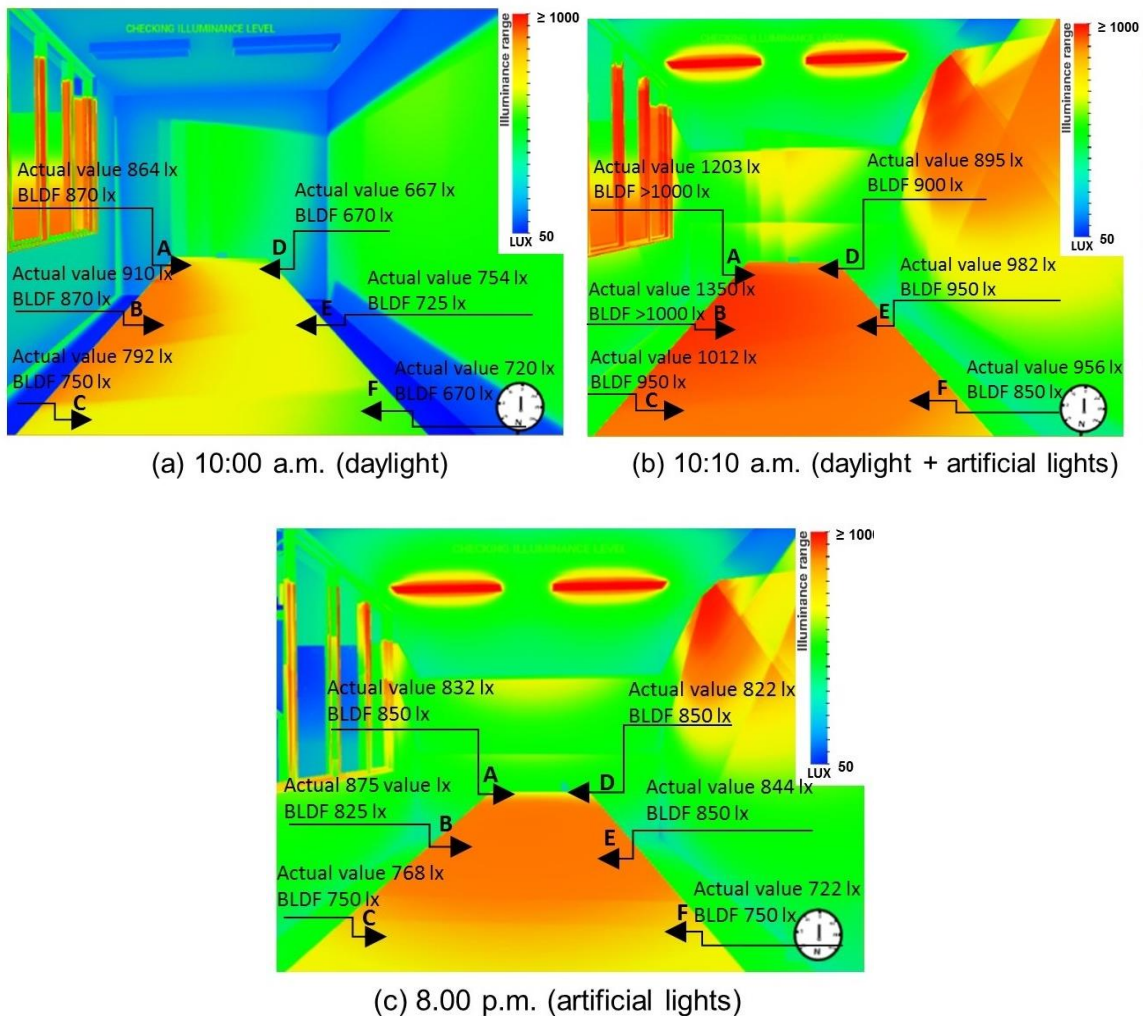 CHECKING ILLUMINANCE LEVEL
≥ 1000
Illuminance range
LUX 50
Actual value 864 lx
BLDF 870 lx
A
Actual value 667 lx
BLDF 670 lx
D
Actual value 910 lx
BLDF 870 lx
B
Actual value 754 lx
BLDF 725 lx
E
Actual value 792 lx
BLDF 750 lx
C
Actual value 720 lx
BLDF 670 lx
F
N
(a) 10:00 a.m. (daylight)
CHECKING ILLUMINANCE LEVEL
≥ 1000
Illuminance range
LUX 50
Actual value 1203 lx
BLDF >1000 lx
A
Actual value 895 lx
BLDF 900 lx
D
Actual value 1350 lx
BLDF >1000 lx
B
Actual value 982 lx
BLDF 950 lx
E
Actual value 1012 lx
BLDF 950 lx
C
Actual value 956 lx
BLDF 850 lx
F
N
(b) 10:10 a.m. (daylight + artificial lights)
CHECKING ILLUMINANCE LEVEL
≥ 100
Illuminance range
LUX 50
Actual value 832 lx
BLDF 850 lx
A
Actual value 822 lx
BLDF 850 lx
D
Actual 875 value lx
BLDF 825 lx
B
Actual value 844 lx
BLDF 850 lx
E
Actual value 768 lx
BLDF 750 lx
C
Actual value 722 lx
BLDF 750 lx
F
N
(c) 8.00 p.m. (artificial lights)